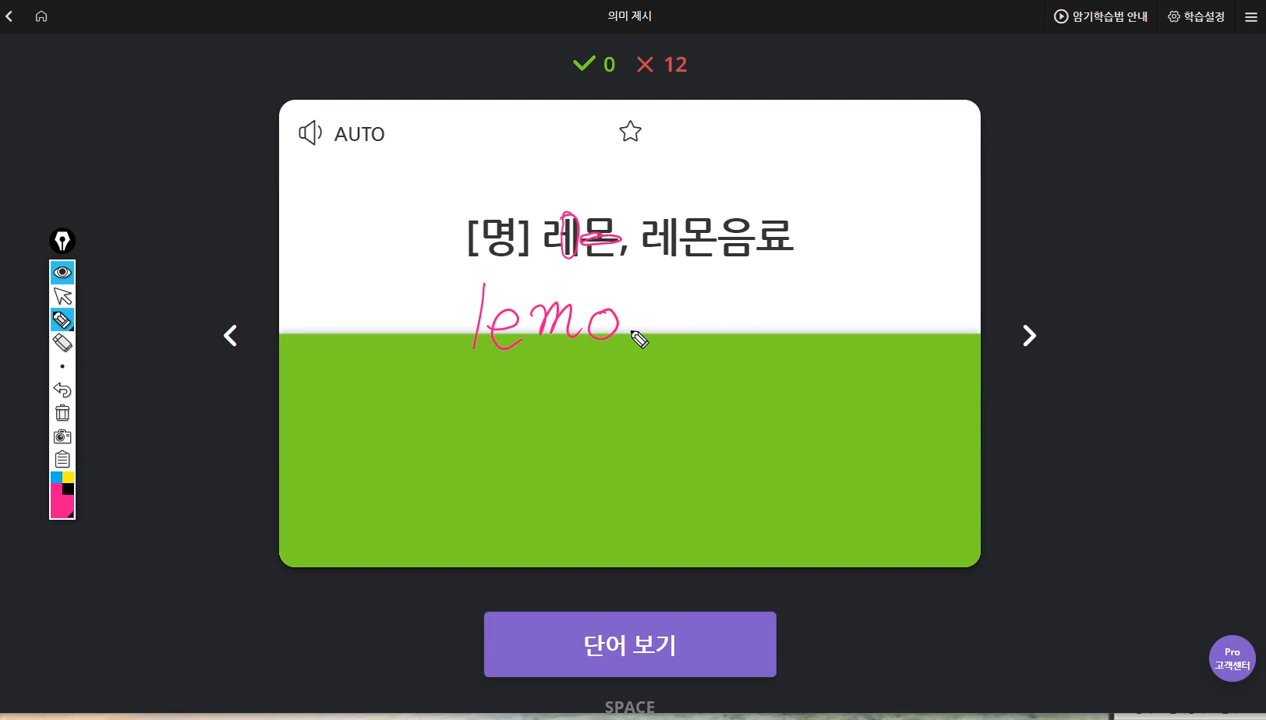 의미 제시
암기학습법 안내
학습설정
0
12
AUTO
[명] 레몬, 레몬음료
lemo
단어 보기
SPACE
Pro
고객센터